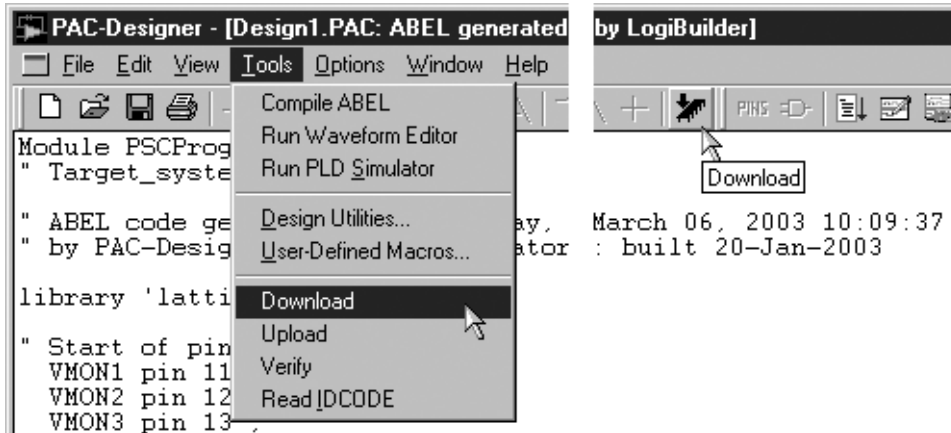 PAC-Designer - [Design1.PAC: ABEL generated by LogiBuilder]
File Edit View Tools Options Window Help
PINS
Compile ABEL
Run Waveform Editor
Run PLD Simulator
Design Utilities...
User-Defined Macros...
Download
Upload
Verify
Read IDCODE
Download
Module PSCProg
" Target_syste
" ABEL code ge ay, March 06, 2003 10:09:37
" by PAC-Desig ator : built 20-Jan-2003
library 'latti
" Start of pin
VMON1 pin 11
VMON2 pin 12
VMON3 pin 13